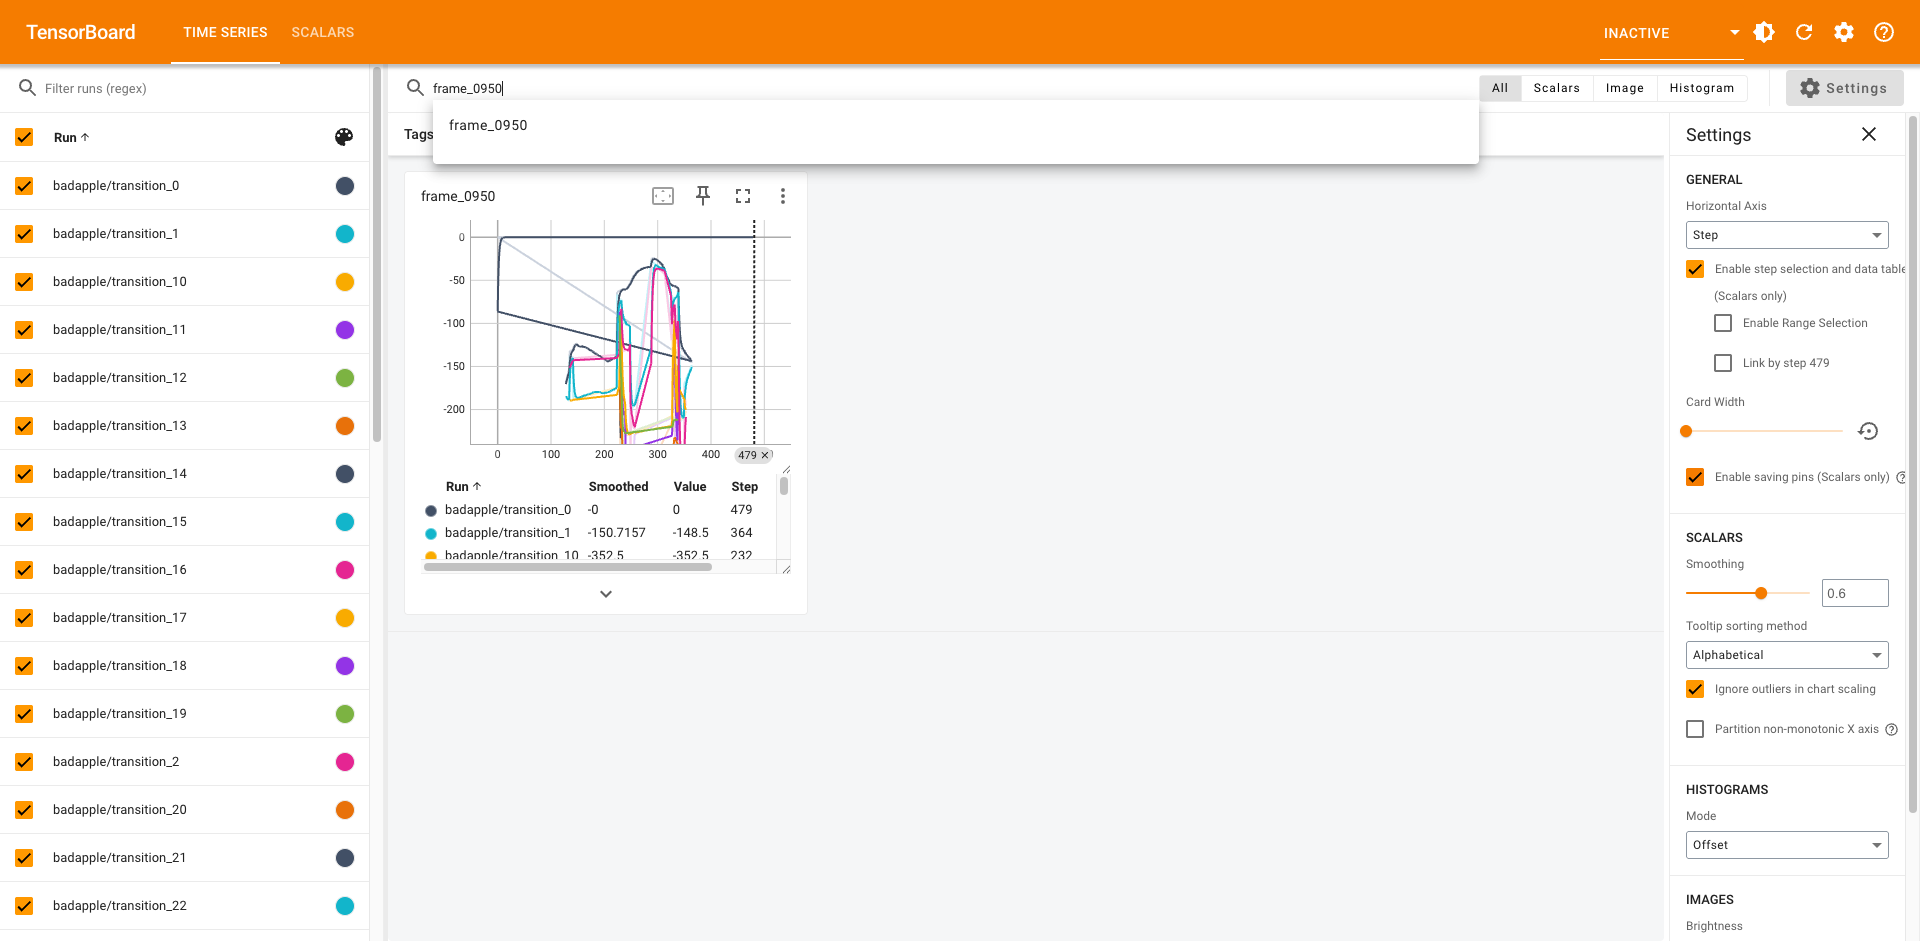 TensorBoard
TIME SERIES
SCALARS
INACTIVE
Filter runs (regex)
Run
badapple/transition_0
badapple/transition_1
badapple/transition_10
badapple/transition_11
badapple/transition_12
badapple/transition_13
badapple/transition_14
badapple/transition_15
badapple/transition_16
badapple/transition_17
badapple/transition_18
badapple/transition_19
badapple/transition_2
badapple/transition_20
badapple/transition_21
badapple/transition_22
frame_0950
All Scalars Image Histogram
Settings
frame_0950
Tags
frame_0950
0
-50
-100
-150
-200
0 100 200 300 400 479
Run Smoothed Value Step
badapple/transition_0 -0 0 479
badapple/transition_1 -150.7157 -148.5 364
badapple/transition_10 -352.5 -352.5 232
Settings
GENERAL
Horizontal Axis
Step
Enable step selection and data table
(Scalars only)
Enable Range Selection
Link by step 479
Card Width
Enable saving pins (Scalars only)
SCALARS
Smoothing
0.6
Tooltip sorting method
Alphabetical
Ignore outliers in chart scaling
Partition non-monotonic X axis
HISTOGRAMS
Mode
Offset
IMAGES
Brightness